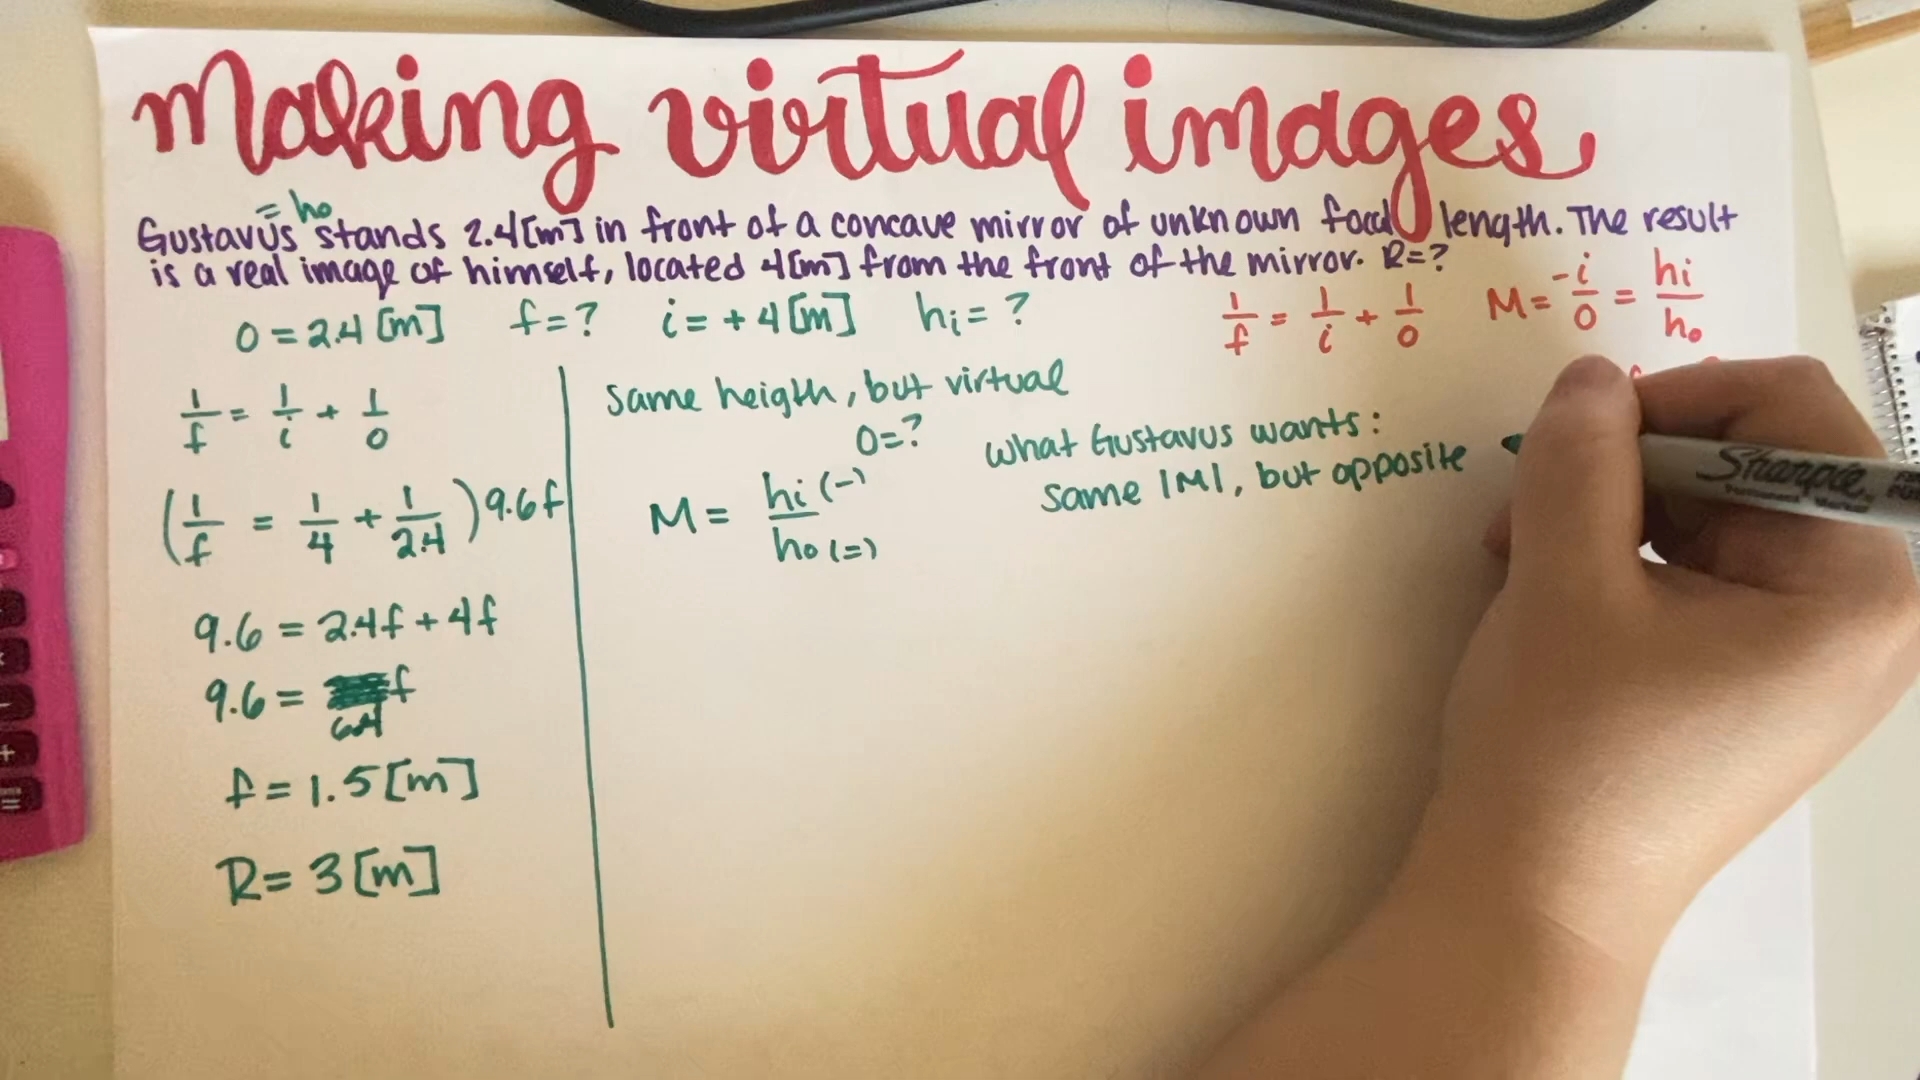 Making virtual images
= ho
Gustavus stands 2.4[m] in front of a concave mirror of unknown focal length. The result
is a real image of himself, located 4[m] from the front of the mirror. R=?
o = 2.4 [m] f = ? i = + 4 [m] hi = ?
1/f = 1/i + 1/o
M = -i/o = hi/ho
1/f = 1/i + 1/o
(1/f = 1/4 + 1/2.4) 9.6f
9.6 = 2.4f + 4f
9.6 = 6.4 f
f = 1.5 [m]
R = 3 [m]
same heigth, but virtual
o=?
M = hi (-) / ho (=)
what Gustavus wants:
same |M|, but opposite
Sharpie